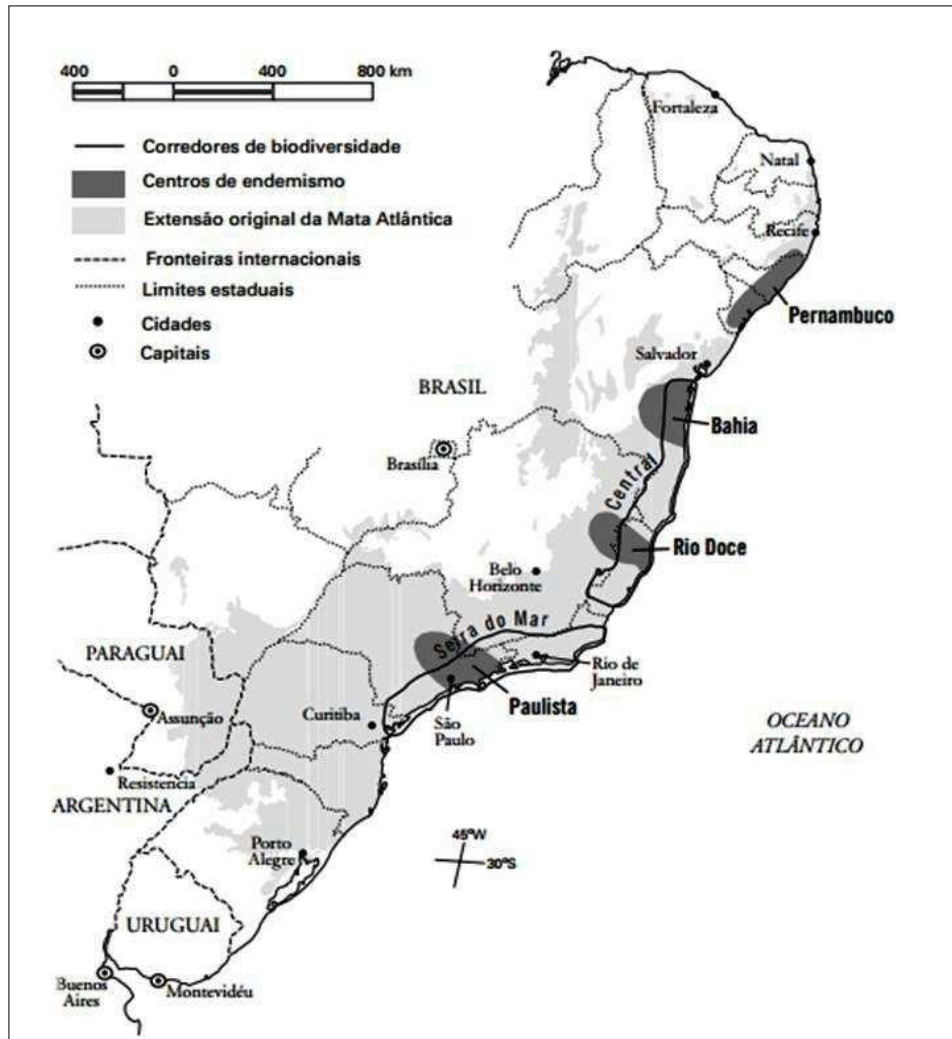 400 0 400 800 km
Corredores de biodiversidade
Centros de endemismo
Extensão original da Mata Atlântica
Fronteiras internacionais
Limites estaduais
Cidades
Capitais
Fortaleza
Natal
Recife
Pernambuco
Salvador
BRASIL
Bahia
Brasília
Central
Rio Doce
Belo
Horizonte
Serra do Mar
PARAGUAI
Rio de
Janeiro
Paulista
Assunção
Curitiba
São
Paulo
OCEANO
ATLÂNTICO
Resistencia
ARGENTINA
45ºW
30ºS
Porto
Alegre
URUGUAI
Buenos
Aires
Montevidéu